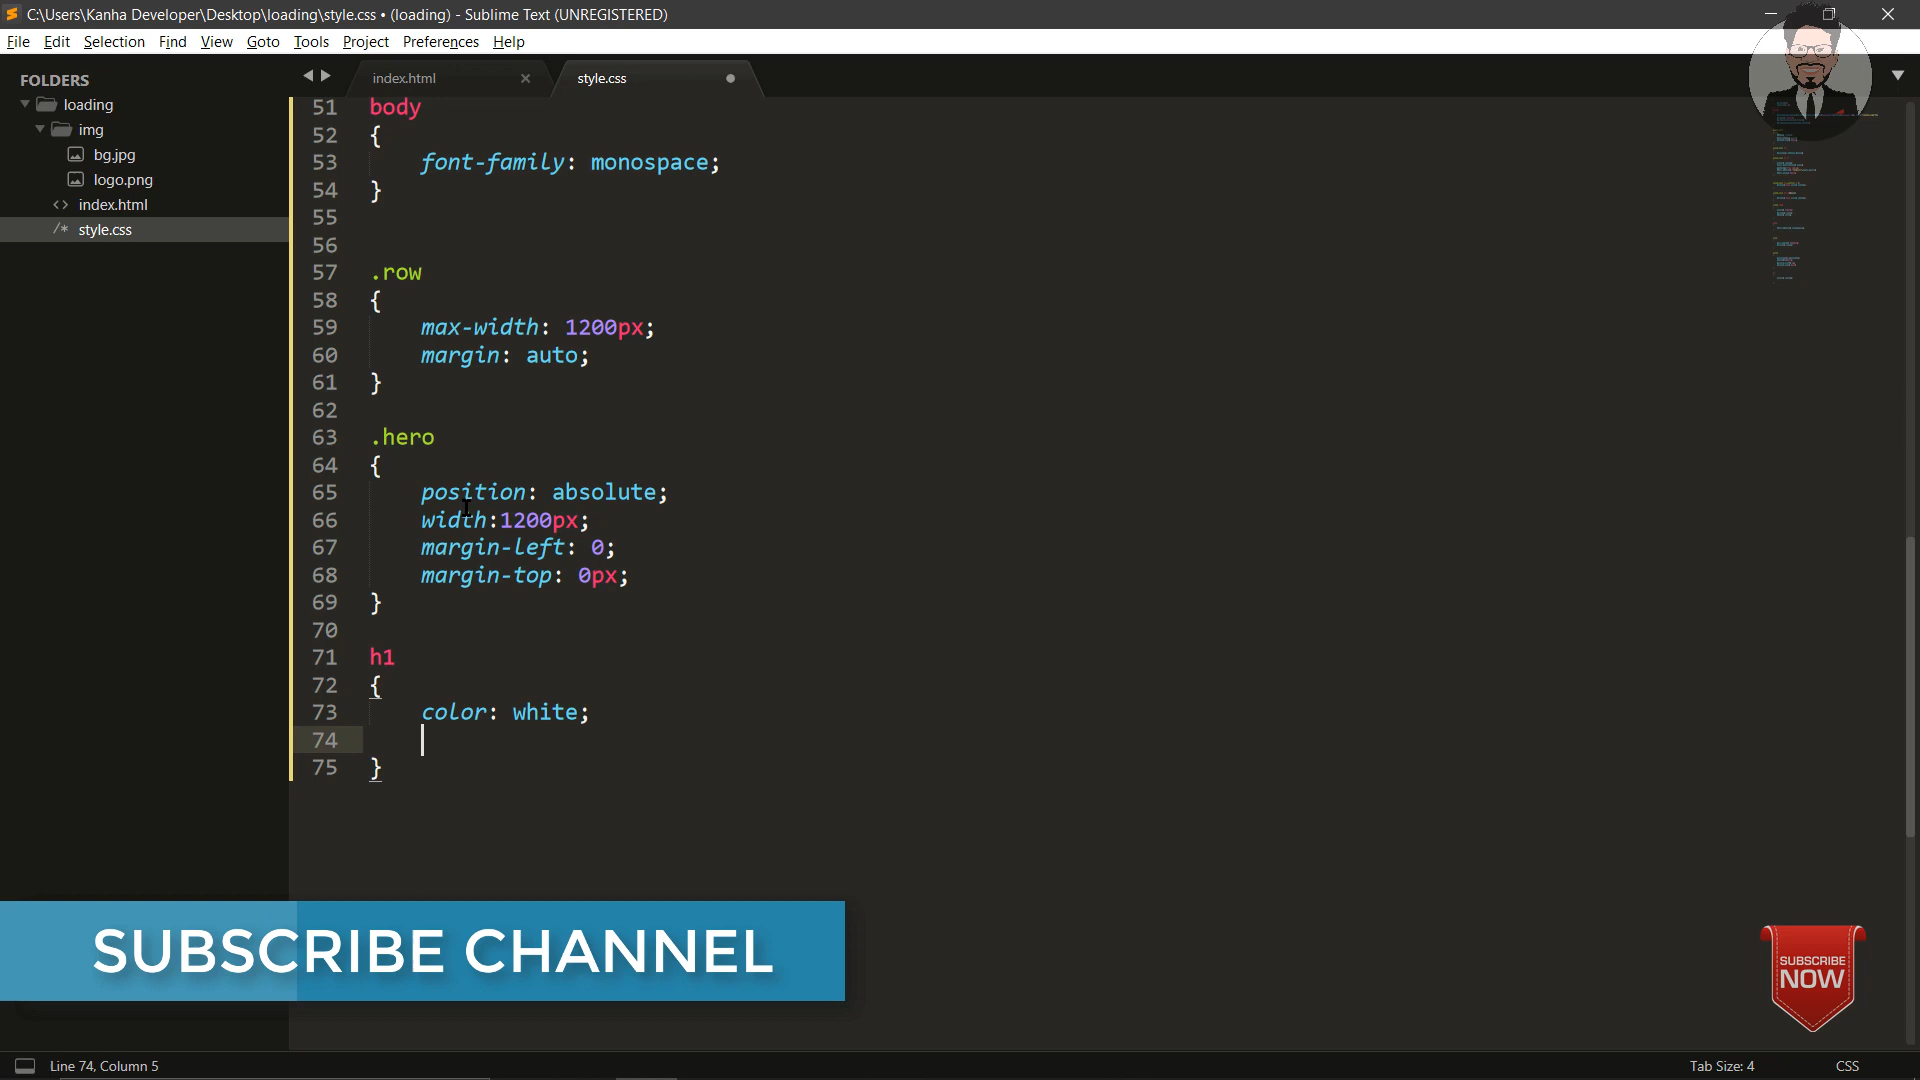 C:\Users\Kanha Developer\Desktop\loading\style.css • (loading) - Sublime Text (UNREGISTERED)
File Edit Selection Find View Goto Tools Project Preferences Help
FOLDERS
loading
img
bg.jpg
logo.png
<> index.html
/* style.css
index.html
style.css
51 body
52 {
53 font-family: monospace;
54 }
55
56
57 .row
58 {
59 max-width: 1200px;
60 margin: auto;
61 }
62
63 .hero
64 {
65 position: absolute;
66 width:1200px;
67 margin-left: 0;
68 margin-top: 0px;
69 }
70
71 h1
72 {
73 color: white;
74
75 }
SUBSCRIBE CHANNEL
SUBSCRIBE
NOW
Line 74, Column 5
Tab Size: 4
CSS